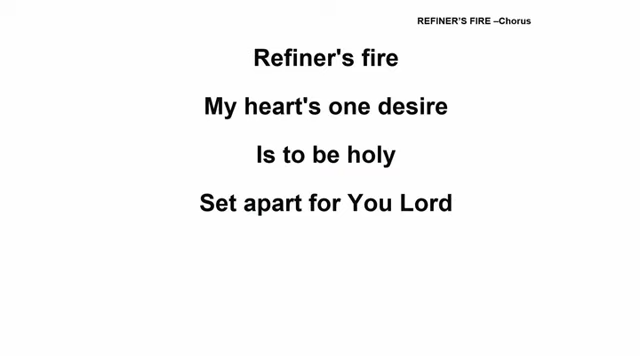 REFINER'S FIRE –Chorus
Refiner's fire
My heart's one desire
Is to be holy
Set apart for You Lord